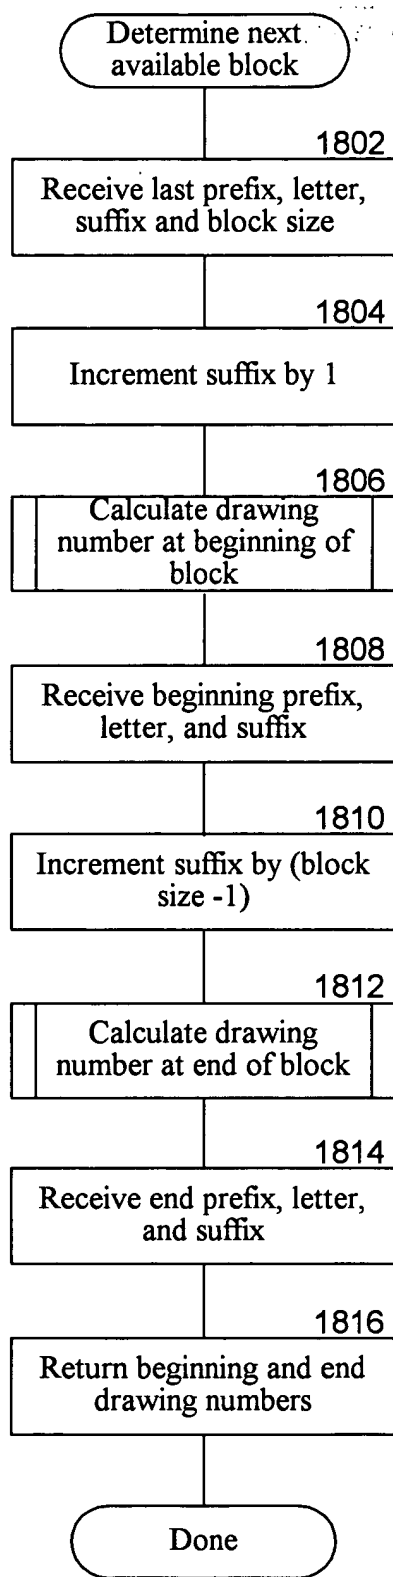 Determine next
available block
1802
Receive last prefix, letter,
suffix and block size
1804
Increment suffix by 1
1806
Calculate drawing
number at beginning of
block
1808
Receive beginning prefix,
letter, and suffix
1810
Increment suffix by (block
size -1)
1812
Calculate drawing
number at end of block
1814
Receive end prefix, letter,
and suffix
1816
Return beginning and end
drawing numbers
Done